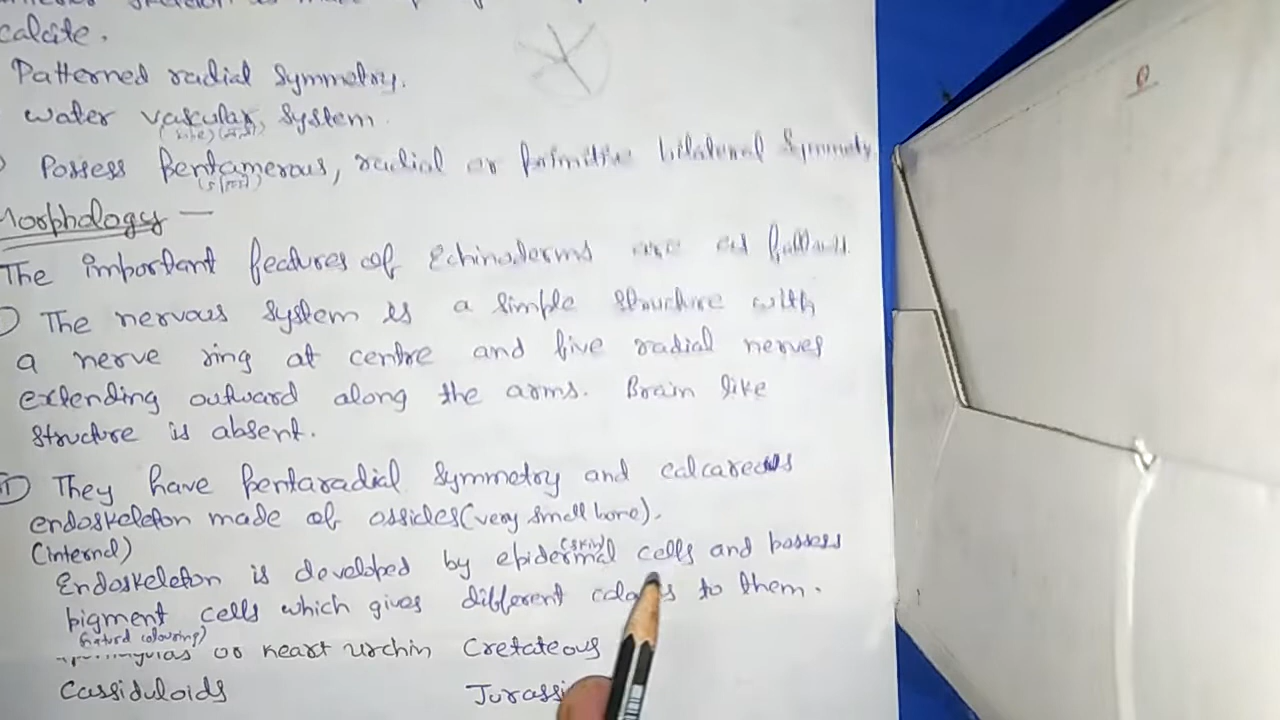 calcite.
Patterned radial symmetry.
water vascular system
Possess Pentamerous, radial or primitive bilateral Symmetry
Morphology —
The important features of Echinoderms are as follows.
The nervous system is a simple structure with
a nerve ring at centre and five radial nerves
extending outward along the arms. Brain like
structure is absent.
They have pentaradial symmetry and calcareous
endoskeleton made of ossicles (very small bone).
(internal)
(skin)
Endoskeleton is developed by epidermal cells and possess
pigment cells which gives different colours to them.
(natural colouring)
or heart urchin Cretateous
Cassiduloids Jurassi